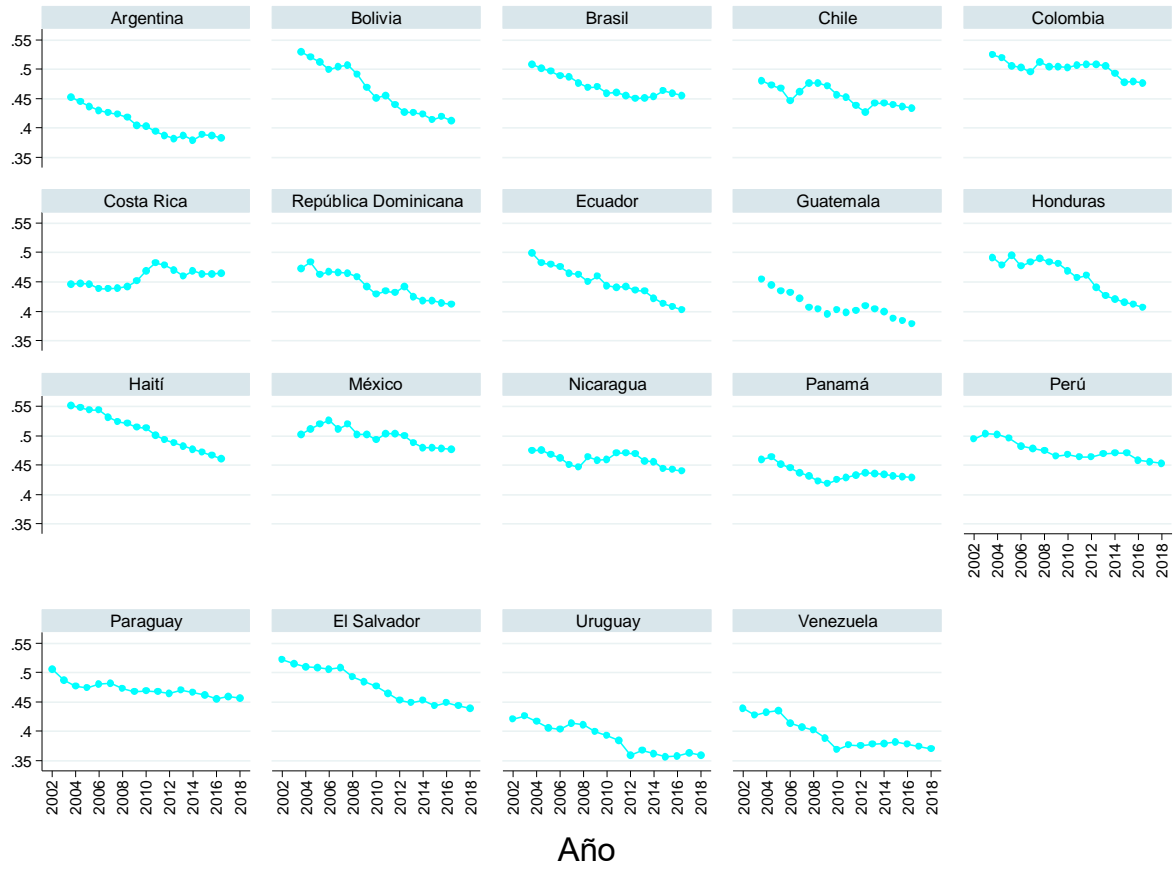 Argentina Bolivia Brasil Chile Colombia
.55
.5
.45
.4
.35
Costa Rica República Dominicana Ecuador Guatemala Honduras
.55
.5
.45
.4
.35
Haití México Nicaragua Panamá Perú
.55
.5
.45
.4
.35
2002 2004 2006 2008 2010 2012 2014 2016 2018
Paraguay El Salvador Uruguay Venezuela
.55
.5
.45
.4
.35
2002 2004 2006 2008 2010 2012 2014 2016 2018 2002 2004 2006 2008 2010 2012 2014 2016 2018 2002 2004 2006 2008 2010 2012 2014 2016 2018 2002 2004 2006 2008 2010 2012 2014 2016 2018
Año